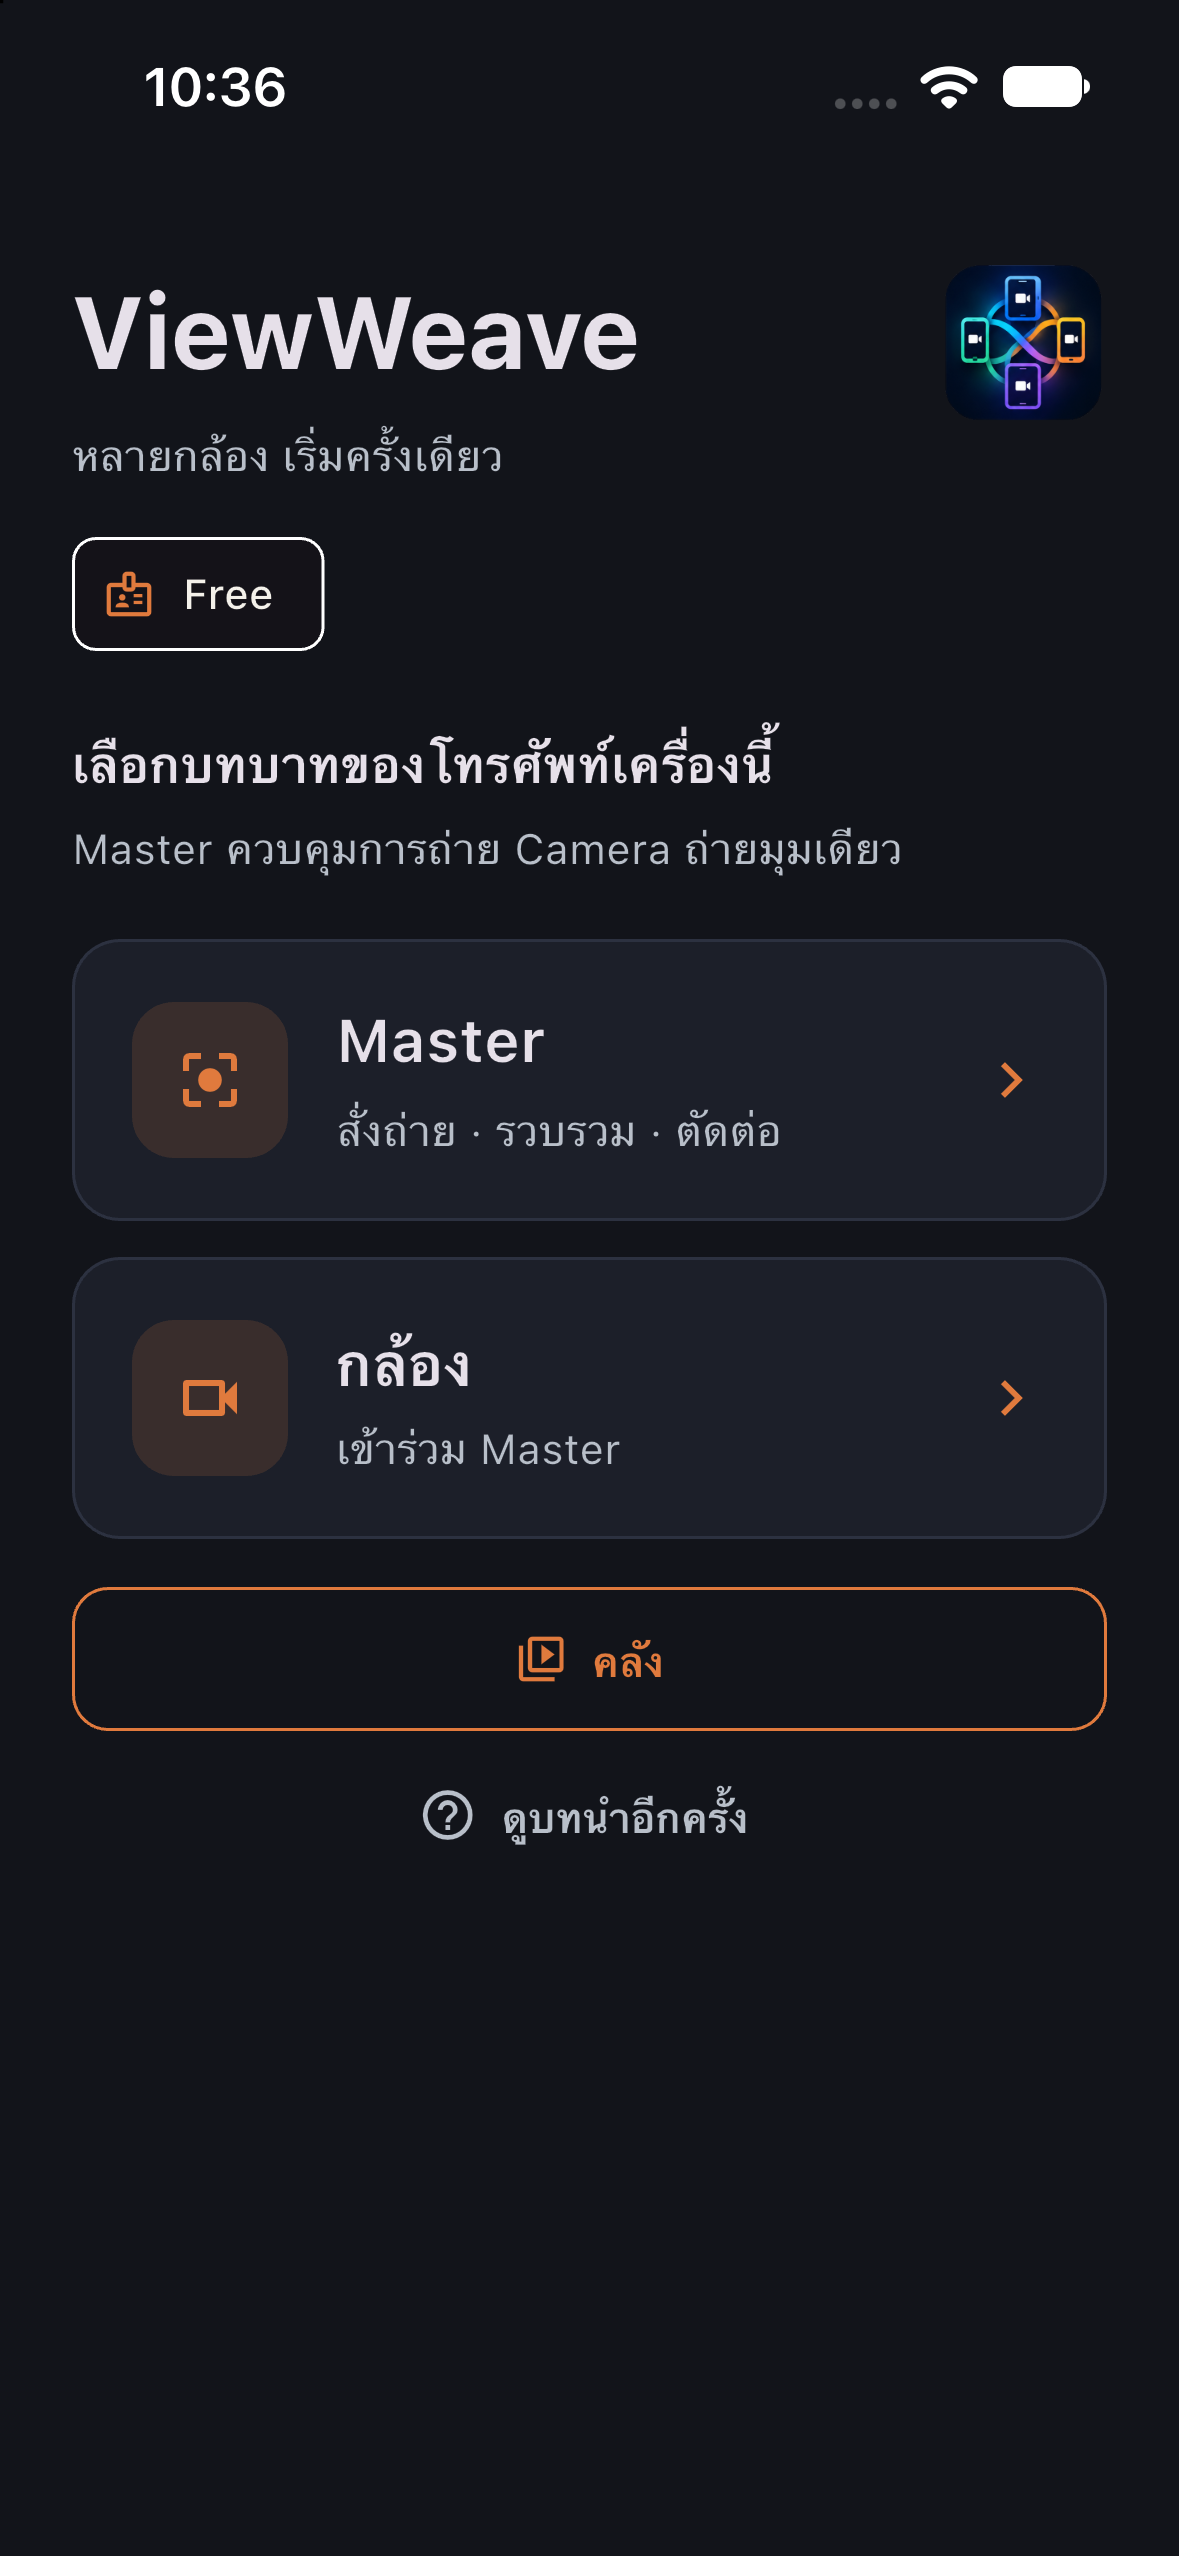 10:36
ViewWeave
หลายกล้อง เริ่มครั้งเดียว
Free
เลือกบทบาทของโทรศัพท์เครื่องนี้
Master ควบคุมการถ่าย Camera ถ่ายมุมเดียว
Master
สั่งถ่าย · รวบรวม · ตัดต่อ
กล้อง
เข้าร่วม Master
คลัง
ดูบทนำอีกครั้ง